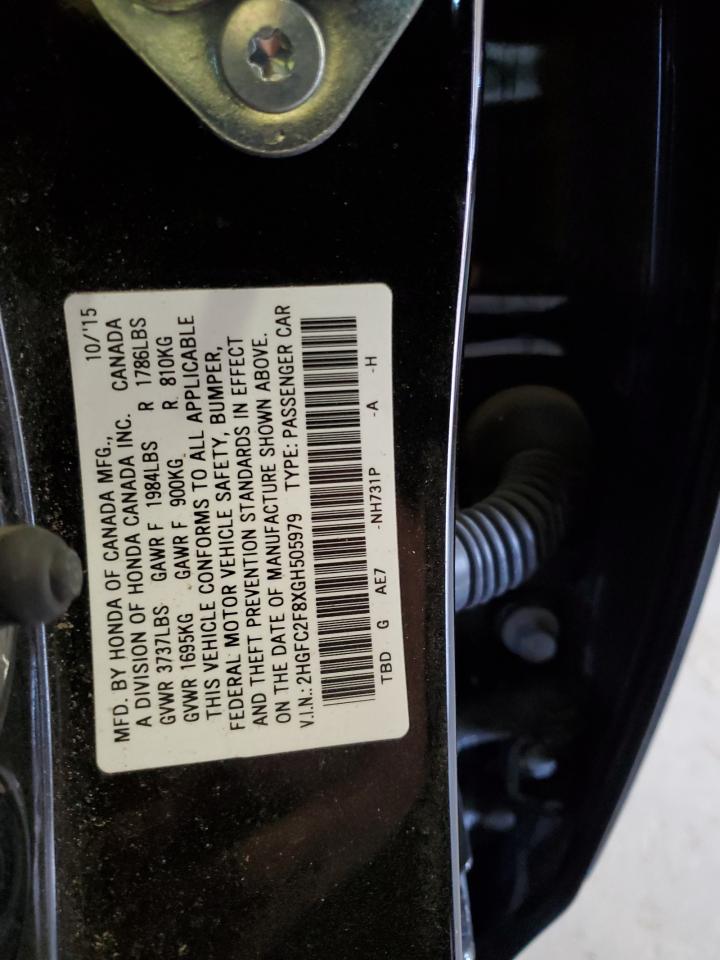 MFD. BY HONDA OF CANADA MFG., 10/'15
A DIVISION OF HONDA CANADA INC. CANADA
GVWR 3737LBS GAWR F 1984LBS R 1786LBS
GVWR 1695KG GAWR F 900KG R 810KG
THIS VEHICLE CONFORMS TO ALL APPLICABLE
FEDERAL MOTOR VEHICLE SAFETY, BUMPER,
AND THEFT PREVENTION STANDARDS IN EFFECT
ON THE DATE OF MANUFACTURE SHOWN ABOVE.
V.I.N.: 2HGFC2F8XGH505979 TYPE: PASSENGER CAR
TBD G AE7 -NH731P -A -H